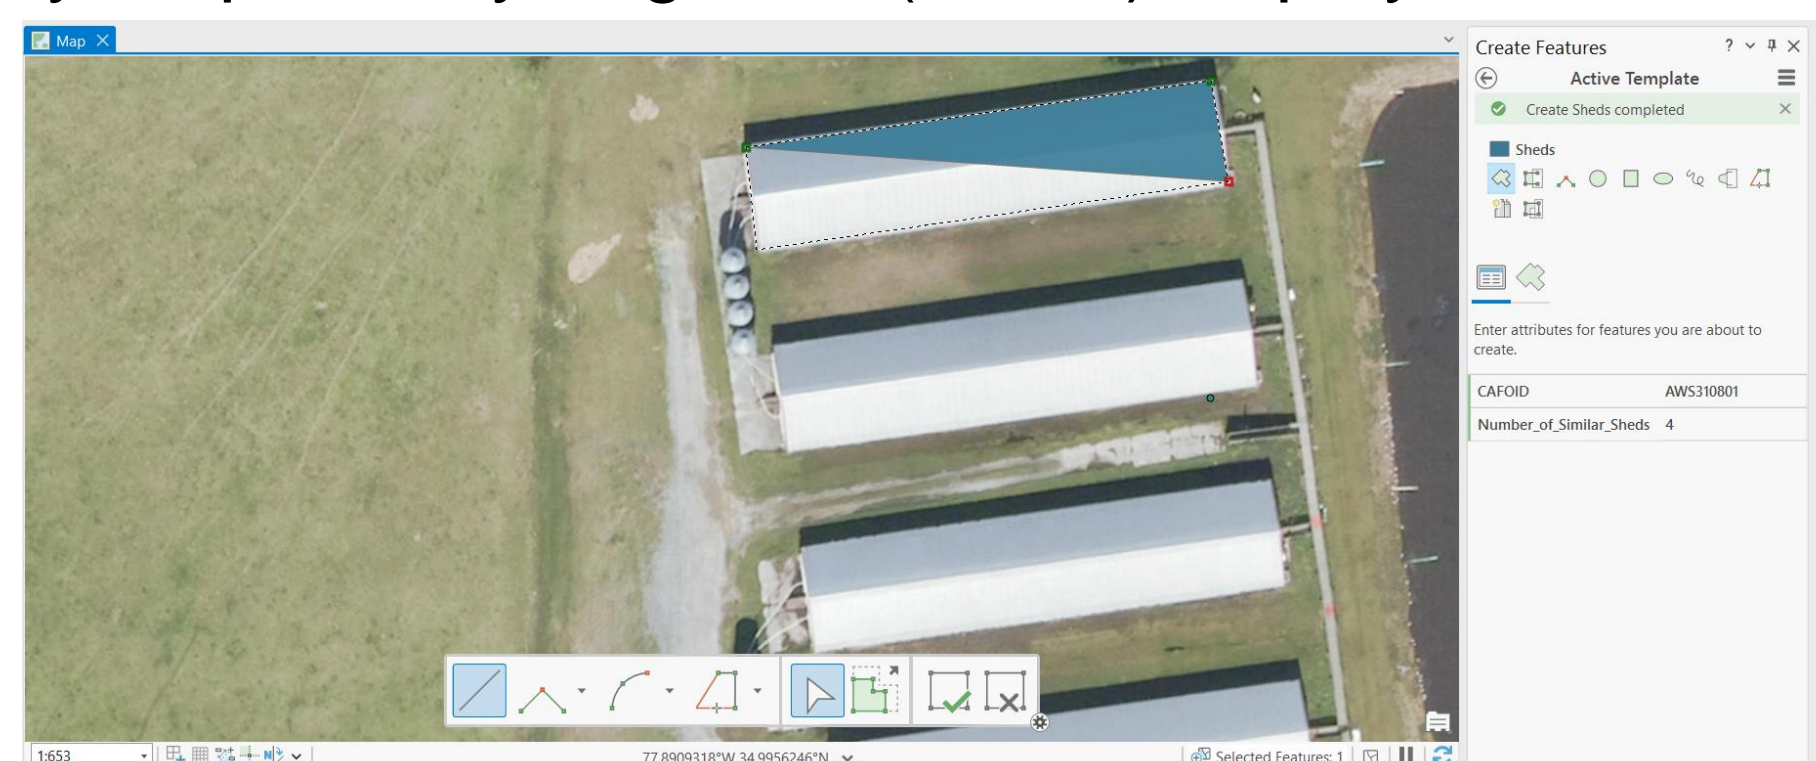 Map
Create Features
?
Active Template
Create Sheds completed
Sheds
Enter attributes for features you are about to
create.
CAFOID AWS310801
Number_of_Similar_Sheds 4
1:653
N
77.8909318°W 34.9956246°N
Selected Features: 1